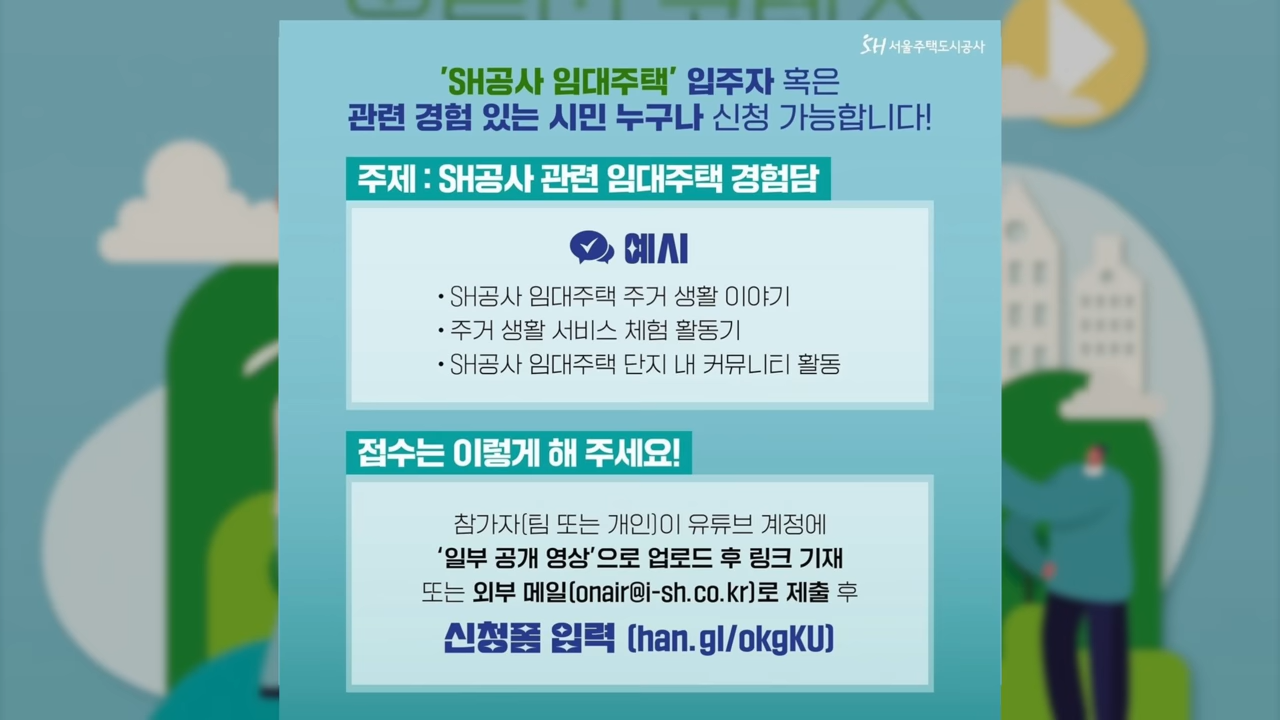 SH 서울주택도시공사
'SH공사 임대주택' 입주자 혹은
관련 경험 있는 시민 누구나 신청 가능합니다!
주제 : SH공사 관련 임대주택 경험담
예시
• SH공사 임대주택 주거 생활 이야기
• 주거 생활 서비스 체험 활동기
• SH공사 임대주택 단지 내 커뮤니티 활동
접수는 이렇게 해 주세요!
참가자(팀 또는 개인)이 유튜브 계정에
'일부 공개 영상'으로 업로드 후 링크 기재
또는 외부 메일(onair@i-sh.co.kr)로 제출 후
신청폼 입력 (han.gl/okgKU)